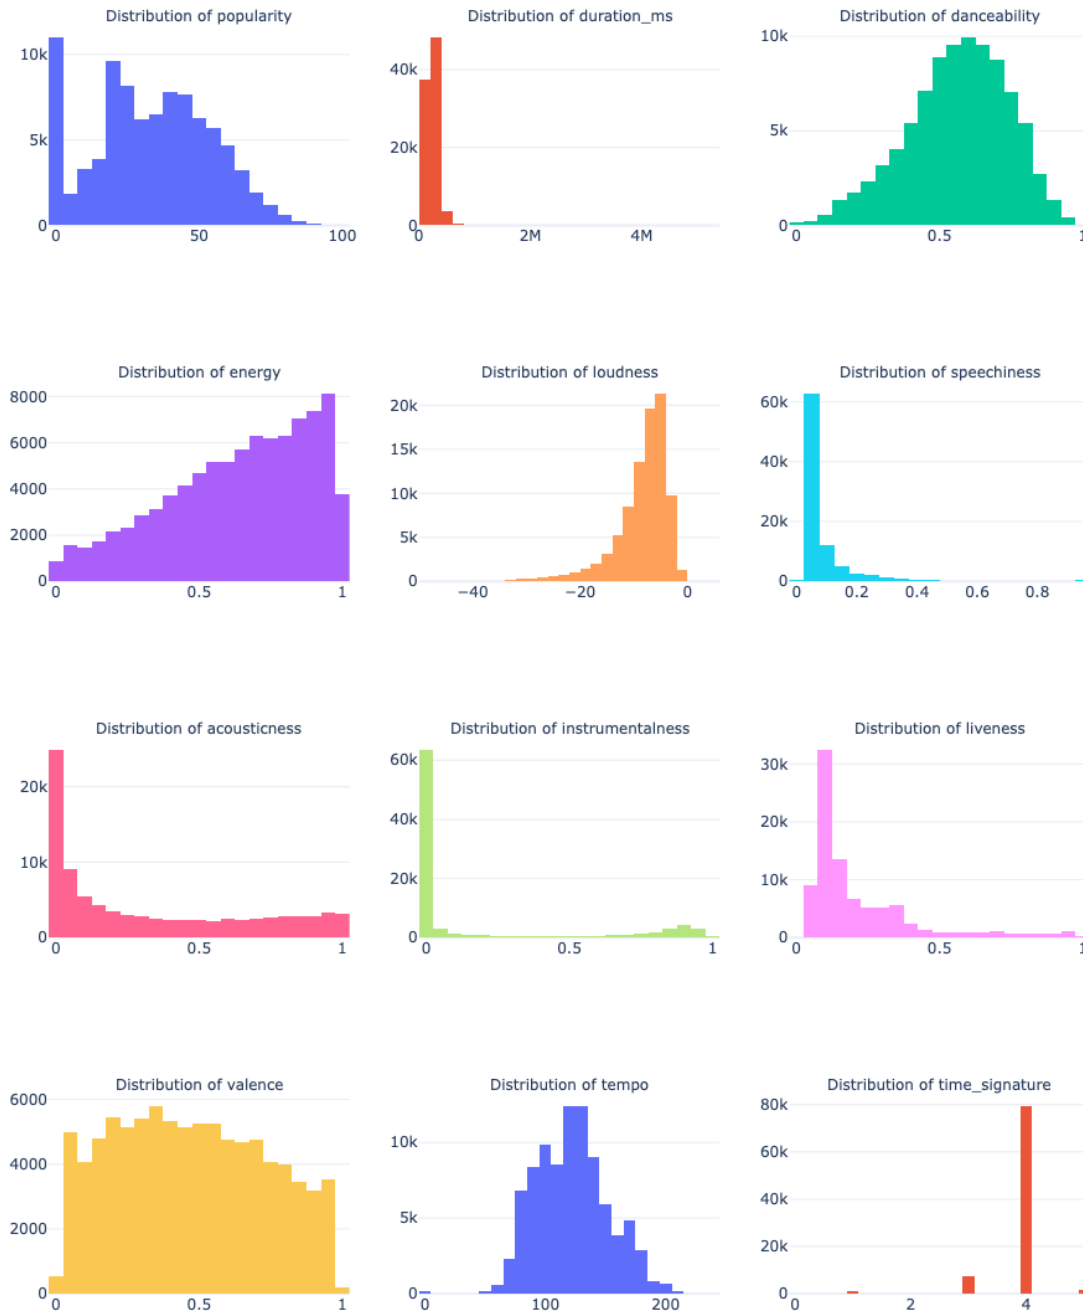 Distribution of popularity
10k
5k
0
0 50 100
Distribution of duration_ms
40k
20k
0
0 2M 4M
Distribution of danceability
10k
5k
0
0 0.5 1
Distribution of energy
8000
6000
4000
2000
0
0 0.5 1
Distribution of loudness
20k
15k
10k
5k
0
−40 −20 0
Distribution of speechiness
60k
40k
20k
0
0 0.2 0.4 0.6 0.8
Distribution of acousticness
20k
10k
0
0 0.5 1
Distribution of instrumentalness
60k
40k
20k
0
0 0.5 1
Distribution of liveness
30k
20k
10k
0
0 0.5 1
Distribution of valence
6000
4000
2000
0
0 0.5 1
Distribution of tempo
10k
5k
0
0 100 200
Distribution of time_signature
80k
60k
40k
20k
0
0 2 4